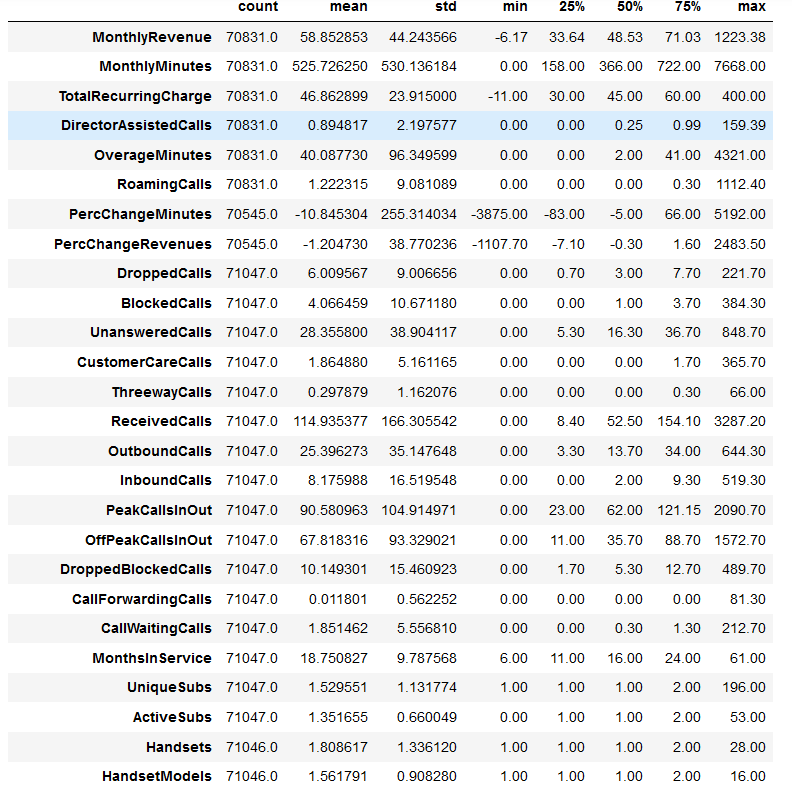 count mean std min 25% 50% 75% max
MonthlyRevenue 70831.0 58.852853 44.243566 -6.17 33.64 48.53 71.03 1223.38
MonthlyMinutes 70831.0 525.726250 530.136184 0.00 158.00 366.00 722.00 7668.00
TotalRecurringCharge 70831.0 46.862899 23.915000 -11.00 30.00 45.00 60.00 400.00
DirectorAssistedCalls 70831.0 0.894817 2.197577 0.00 0.00 0.25 0.99 159.39
OverageMinutes 70831.0 40.087730 96.349599 0.00 0.00 2.00 41.00 4321.00
RoamingCalls 70831.0 1.222315 9.081089 0.00 0.00 0.00 0.30 1112.40
PercChangeMinutes 70545.0 -10.845304 255.314034 -3875.00 -83.00 -5.00 66.00 5192.00
PercChangeRevenues 70545.0 -1.204730 38.770236 -1107.70 -7.10 -0.30 1.60 2483.50
DroppedCalls 71047.0 6.009567 9.006656 0.00 0.70 3.00 7.70 221.70
BlockedCalls 71047.0 4.066459 10.671180 0.00 0.00 1.00 3.70 384.30
UnansweredCalls 71047.0 28.355800 38.904117 0.00 5.30 16.30 36.70 848.70
CustomerCareCalls 71047.0 1.864880 5.161165 0.00 0.00 0.00 1.70 365.70
ThreewayCalls 71047.0 0.297879 1.162076 0.00 0.00 0.00 0.30 66.00
ReceivedCalls 71047.0 114.935377 166.305542 0.00 8.40 52.50 154.10 3287.20
OutboundCalls 71047.0 25.396273 35.147648 0.00 3.30 13.70 34.00 644.30
InboundCalls 71047.0 8.175988 16.519548 0.00 0.00 2.00 9.30 519.30
PeakCallsInOut 71047.0 90.580963 104.914971 0.00 23.00 62.00 121.15 2090.70
OffPeakCallsInOut 71047.0 67.818316 93.329021 0.00 11.00 35.70 88.70 1572.70
DroppedBlockedCalls 71047.0 10.149301 15.460923 0.00 1.70 5.30 12.70 489.70
CallForwardingCalls 71047.0 0.011801 0.562252 0.00 0.00 0.00 0.00 81.30
CallWaitingCalls 71047.0 1.851462 5.556810 0.00 0.00 0.30 1.30 212.70
MonthsInService 71047.0 18.750827 9.787568 6.00 11.00 16.00 24.00 61.00
UniqueSubs 71047.0 1.529551 1.131774 1.00 1.00 1.00 2.00 196.00
ActiveSubs 71047.0 1.351655 0.660049 0.00 1.00 1.00 2.00 53.00
Handsets 71046.0 1.808617 1.336120 1.00 1.00 1.00 2.00 28.00
HandsetModels 71046.0 1.561791 0.908280 1.00 1.00 1.00 2.00 16.00